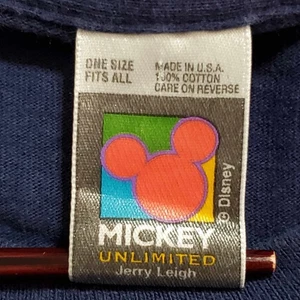 ONE SIZE
FITS ALL
MADE IN U.S.A.
100% COTTON
CARE ON REVERSE
© Disney
MICKEY
UNLIMITED
Jerry Leigh